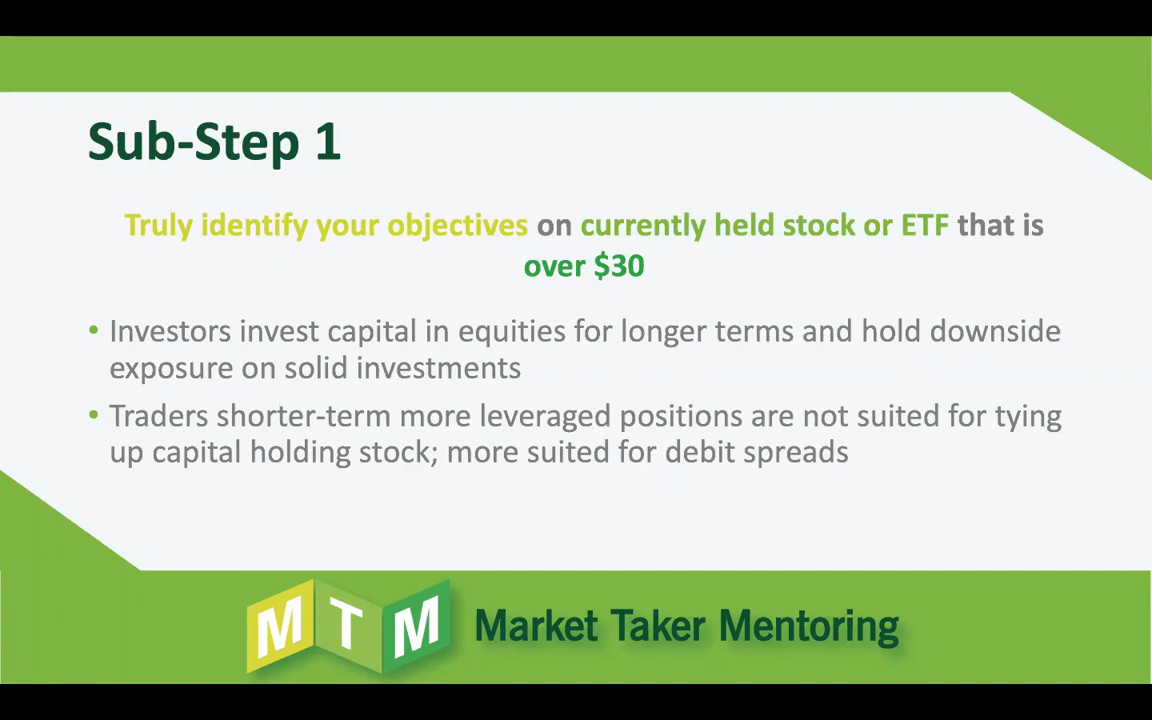 Sub-Step 1
Truly identify your objectives on currently held stock or ETF that is
over $30
• Investors invest capital in equities for longer terms and hold downside
exposure on solid investments
• Traders shorter-term more leveraged positions are not suited for tying
up capital holding stock; more suited for debit spreads
MTM Market Taker Mentoring